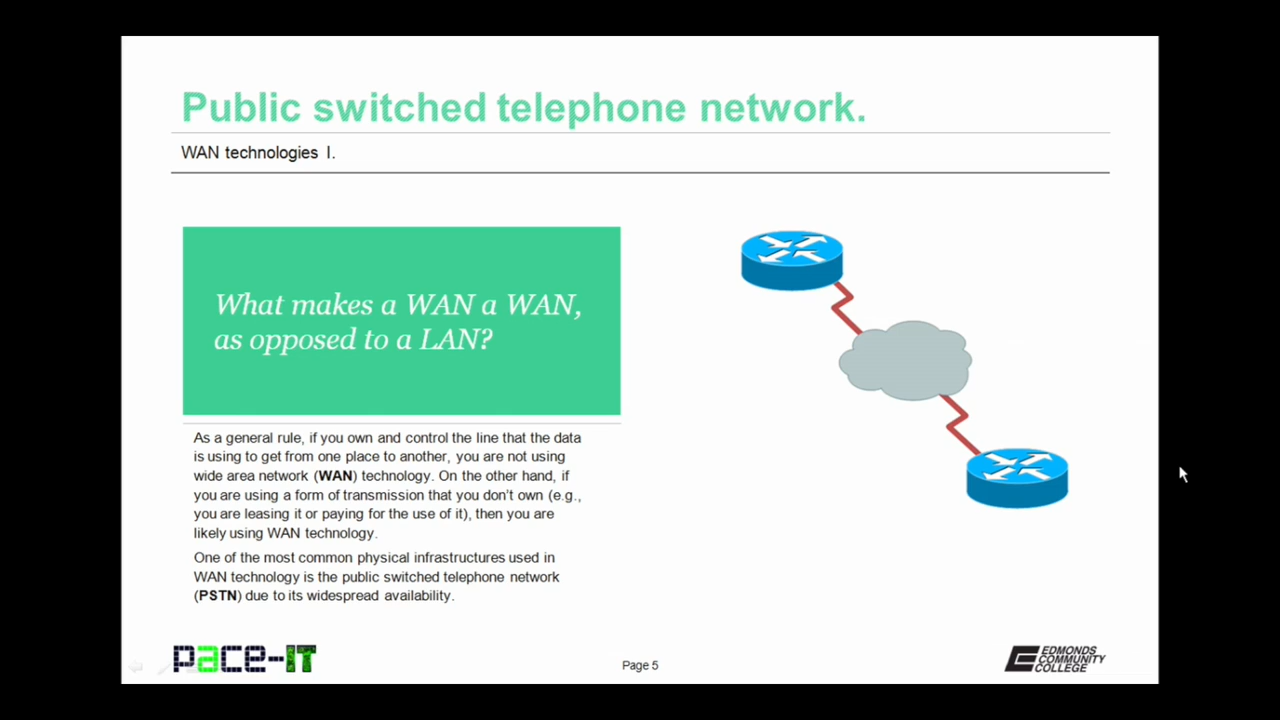 Public switched telephone network.
WAN technologies I.
What makes a WAN a WAN,
as opposed to a LAN?
As a general rule, if you own and control the line that the data
is using to get from one place to another, you are not using
wide area network (WAN) technology. On the other hand, if
you are using a form of transmission that you don't own (e.g.,
you are leasing it or paying for the use of it), then you are
likely using WAN technology.
One of the most common physical infrastructures used in
WAN technology is the public switched telephone network
(PSTN) due to its widespread availability.
pace-IT
Page 5
EDMONDS
COMMUNITY
COLLEGE